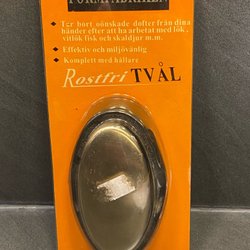 FORMFABRIKEN
Tar bort oönskade dofter från dina
händer efter att ha arbetat med lök,
vitlök fisk och skaldjur m.m.
Effektiv och miljövänlig
Komplett med hållare
Rostfri TVÅL